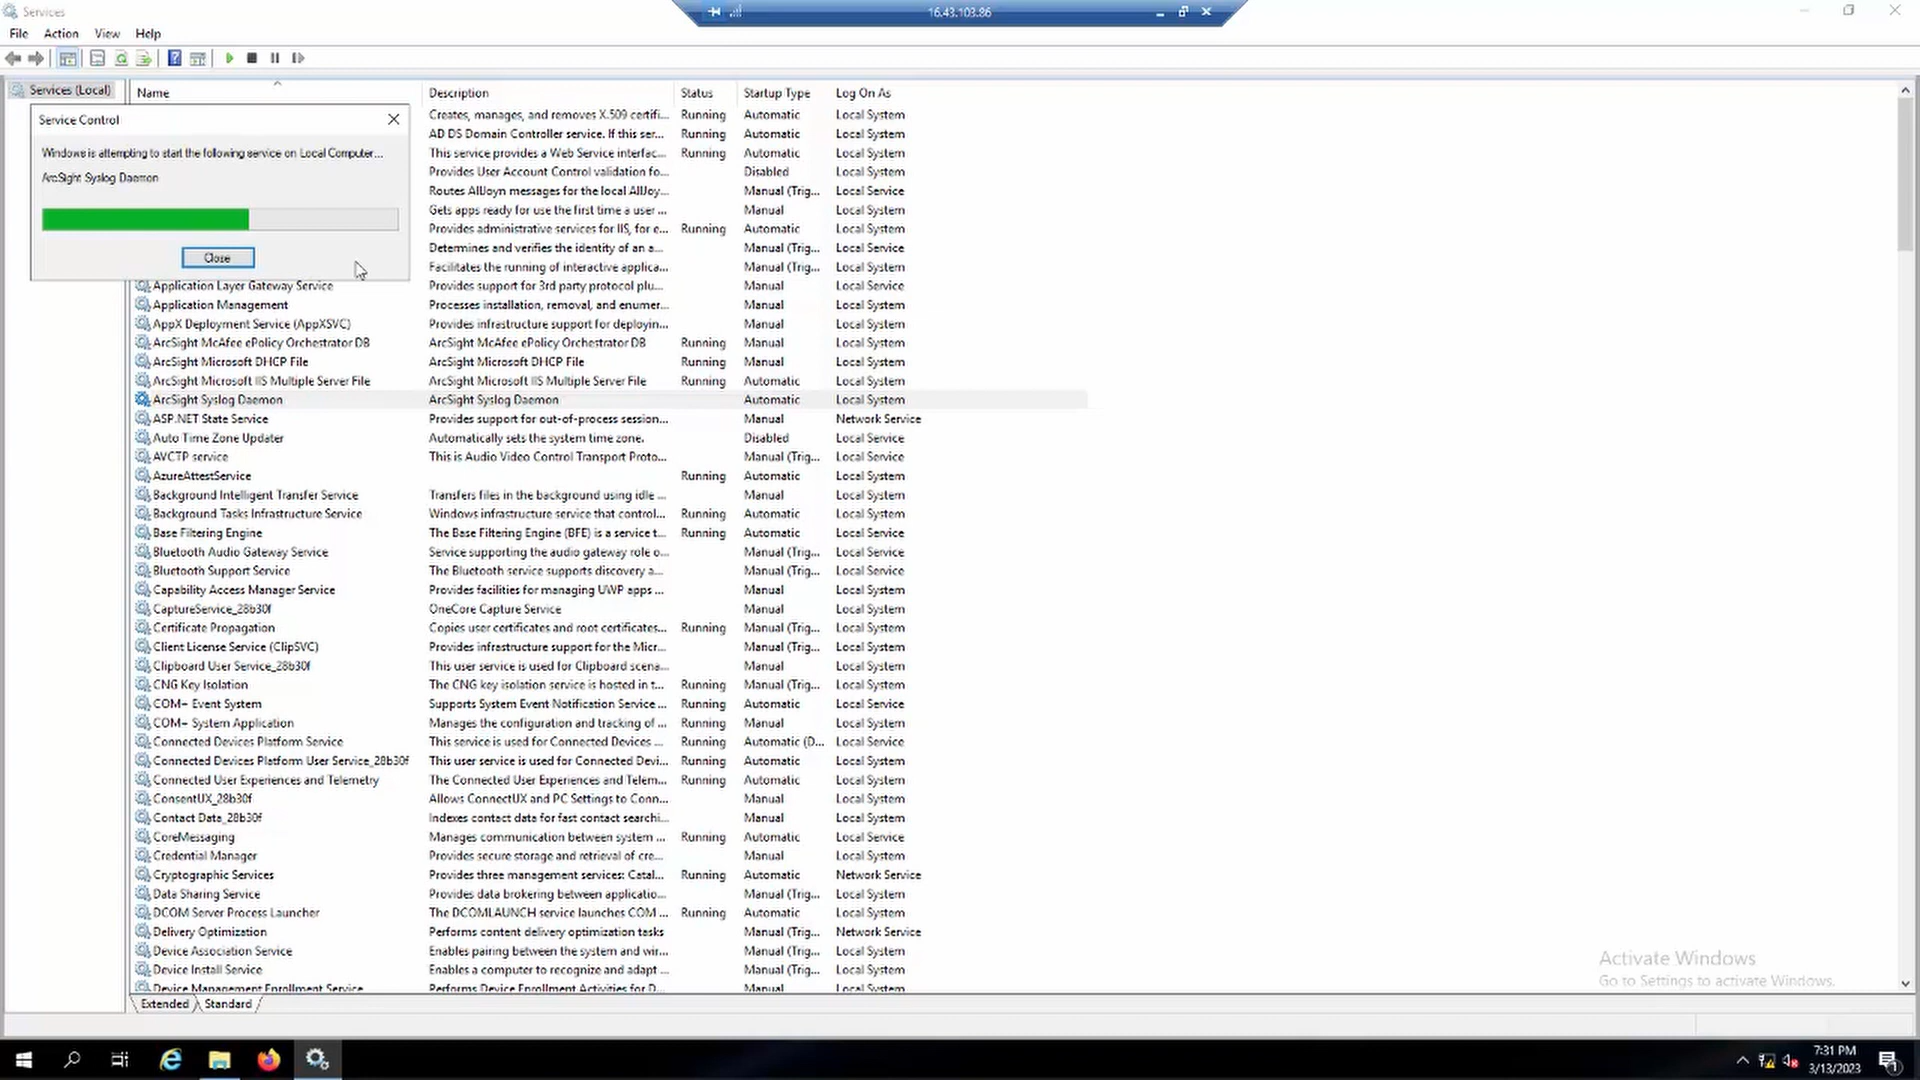 Services
16.43.103.86
File Action View Help
Services (Local)
Name Description Status Startup Type Log On As
Service Control
Windows is attempting to start the following service on Local Computer...
ArcSight Syslog Daemon
Close
Creates, manages, and removes X.509 certifi... Running Automatic Local System
AD DS Domain Controller service. If this ser... Running Automatic Local System
This service provides a Web Service interfac... Running Automatic Local System
Provides User Account Control validation fo... Disabled Local System
Routes AllJoyn messages for the local AllJoy... Manual (Trig... Local Service
Gets apps ready for use the first time a user ... Manual Local System
Provides administrative services for IIS, for e... Running Automatic Local System
Determines and verifies the identity of an a... Manual (Trig... Local Service
Facilitates the running of interactive applica... Manual (Trig... Local System
Application Layer Gateway Service Provides support for 3rd party protocol plu... Manual Local Service
Application Management Processes installation, removal, and enumer... Manual Local System
AppX Deployment Service (AppXSVC) Provides infrastructure support for deployin... Manual Local System
ArcSight McAfee ePolicy Orchestrator DB ArcSight McAfee ePolicy Orchestrator DB Running Manual Local System
ArcSight Microsoft DHCP File ArcSight Microsoft DHCP File Running Manual Local System
ArcSight Microsoft IIS Multiple Server File ArcSight Microsoft IIS Multiple Server File Running Automatic Local System
ArcSight Syslog Daemon ArcSight Syslog Daemon Automatic Local System
ASP.NET State Service Provides support for out-of-process session... Manual Network Service
Auto Time Zone Updater Automatically sets the system time zone. Disabled Local Service
AVCTP service This is Audio Video Control Transport Proto... Manual (Trig... Local Service
AzureAttestService Running Automatic Local System
Background Intelligent Transfer Service Transfers files in the background using idle ... Manual Local System
Background Tasks Infrastructure Service Windows infrastructure service that control... Running Automatic Local System
Base Filtering Engine The Base Filtering Engine (BFE) is a service t... Running Automatic Local Service
Bluetooth Audio Gateway Service Service supporting the audio gateway role o... Manual (Trig... Local Service
Bluetooth Support Service The Bluetooth service supports discovery a... Manual (Trig... Local Service
Capability Access Manager Service Provides facilities for managing UWP apps ... Manual Local System
CaptureService_28b30f OneCore Capture Service Manual Local System
Certificate Propagation Copies user certificates and root certificates... Running Manual (Trig... Local System
Client License Service (ClipSVC) Provides infrastructure support for the Micr... Manual (Trig... Local System
Clipboard User Service_28b30f This user service is used for Clipboard scena... Manual Local System
CNG Key Isolation The CNG key isolation service is hosted in t... Running Manual (Trig... Local System
COM+ Event System Supports System Event Notification Service ... Running Automatic Local Service
COM+ System Application Manages the configuration and tracking of ... Running Manual Local System
Connected Devices Platform Service This service is used for Connected Devices ... Running Automatic (D... Local Service
Connected Devices Platform User Service_28b30f This user service is used for Connected Devi... Running Automatic Local System
Connected User Experiences and Telemetry The Connected User Experiences and Telem... Running Automatic Local System
ConsentUX_28b30f Allows ConnectUX and PC Settings to Conn... Manual Local System
Contact Data_28b30f Indexes contact data for fast contact searchi... Manual Local System
CoreMessaging Manages communication between system ... Running Automatic Local Service
Credential Manager Provides secure storage and retrieval of cre... Manual Local System
Cryptographic Services Provides three management services: Catal... Running Automatic Network Service
Data Sharing Service Provides data brokering between applicatio... Manual (Trig... Local System
DCOM Server Process Launcher The DCOMLAUNCH service launches COM ... Running Automatic Local System
Delivery Optimization Performs content delivery optimization tasks Manual (Trig... Network Service
Device Association Service Enables pairing between the system and wir... Manual (Trig... Local System
Device Install Service Enables a computer to recognize and adapt ... Manual (Trig... Local System
Device Management Enrollment Service Performs Device Enrollment Activities for D... Manual Local System
Activate Windows
Go to Settings to activate Windows.
Extended Standard
7:31 PM
3/13/2023